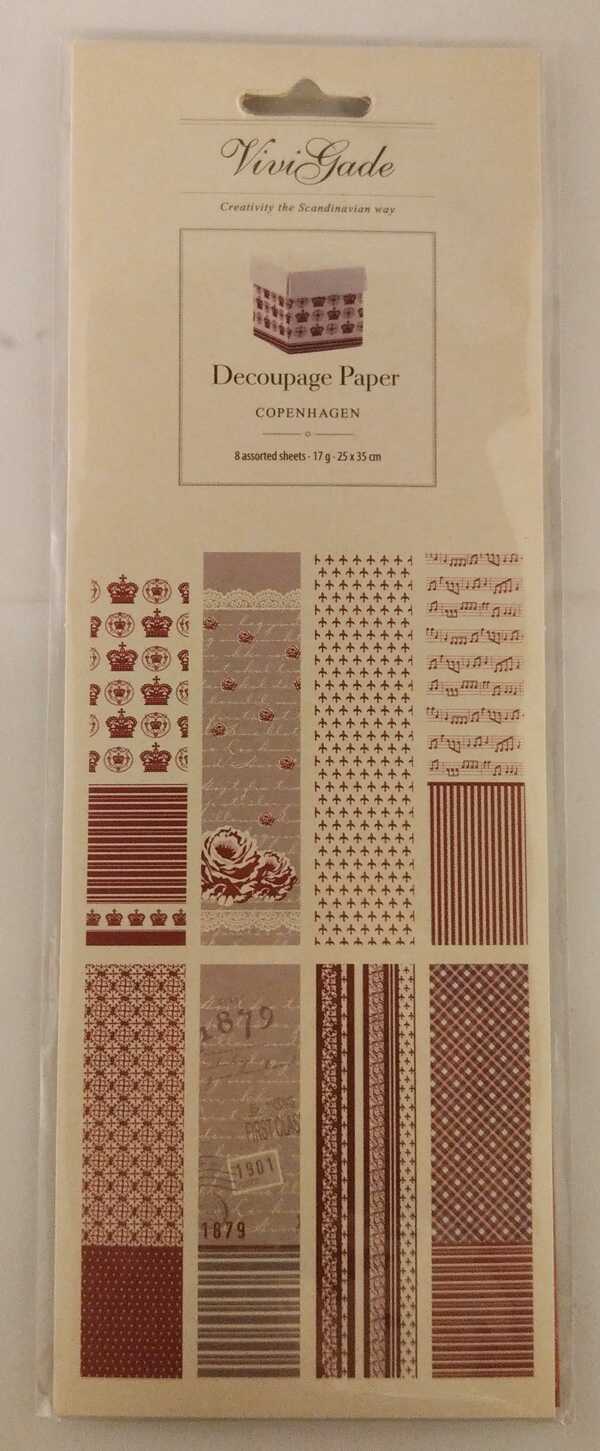 ViviGade
Creativity the Scandinavian way
Decoupage Paper
COPENHAGEN
8 assorted sheets · 17 g · 25 x 35 cm
1879
FIRST CLASS
1901
1879